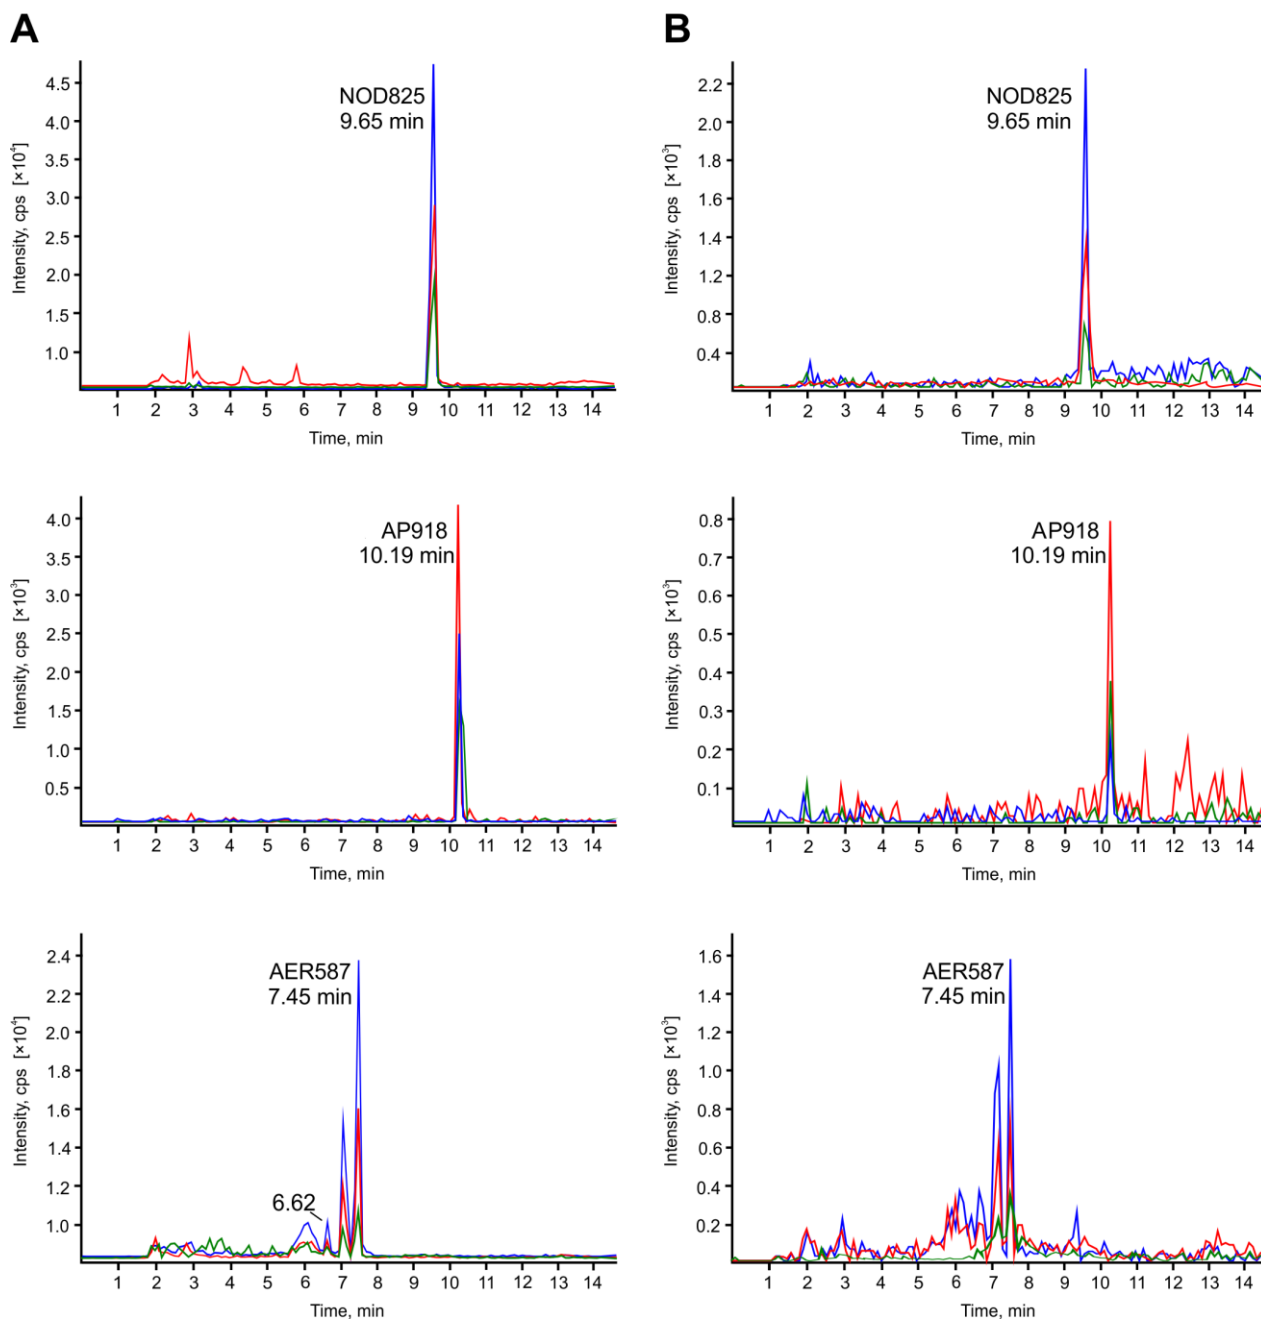 A
B
NOD825
9.65 min
Intensity, cps [×10⁴]
4.5
4.0
3.5
3.0
2.5
2.0
1.5
1.0
1 2 3 4 5 6 7 8 9 10 11 12 13 14
Time, min
NOD825
9.65 min
Intensity, cps [×10³]
2.2
2.0
1.6
1.4
1.2
0.8
0.4
1 2 3 4 5 6 7 8 9 10 11 12 13 14
Time, min
AP918
10.19 min
Intensity, cps [×10³]
4.0
3.5
3.0
2.5
2.0
1.5
1.0
0.5
1 2 3 4 5 6 7 8 9 10 11 12 13 14
Time, min
AP918
10.19 min
Intensity, cps [×10³]
0.8
0.7
0.6
0.5
0.4
0.3
0.2
0.1
1 2 3 4 5 6 7 8 9 10 11 12 13 14
Time, min
AER587
7.45 min
6.62
Intensity, cps [×10⁴]
2.4
2.2
2.0
1.8
1.6
1.4
1.2
1.0
1 2 3 4 5 6 7 8 9 10 11 12 13 14
Time, min
AER587
7.45 min
Intensity, cps [×10³]
1.6
1.4
1.2
1.0
0.8
0.6
0.4
0.2
1 2 3 4 5 6 7 8 9 10 11 12 13 14
Time, min